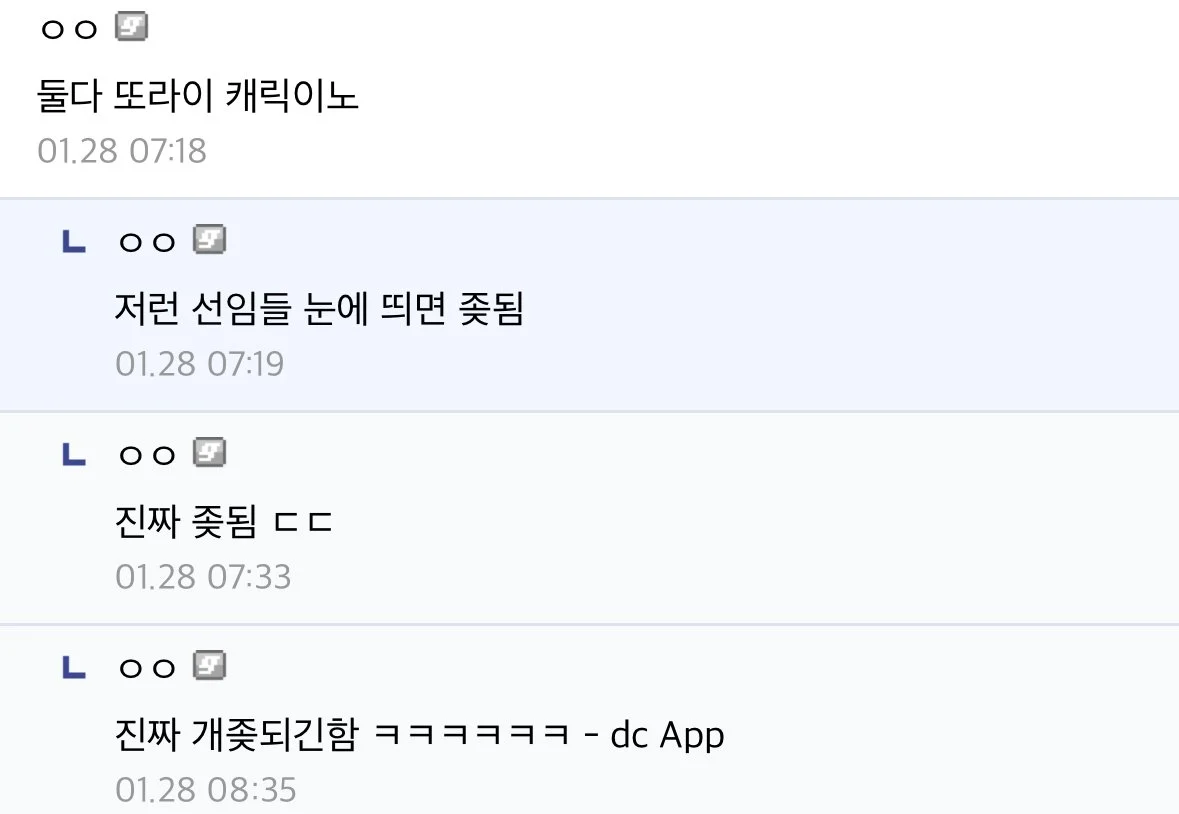 ㅇㅇ
둘다 또라이 캐릭이노
01.28 07:18
ㅇㅇ
저런 선임들 눈에 띄면 좆됨
01.28 07:19
ㅇㅇ
진짜 좆됨 ㄷㄷ
01.28 07:33
ㅇㅇ
진짜 개좆되긴함 ㅋㅋㅋㅋㅋㅋ - dc App
01.28 08:35